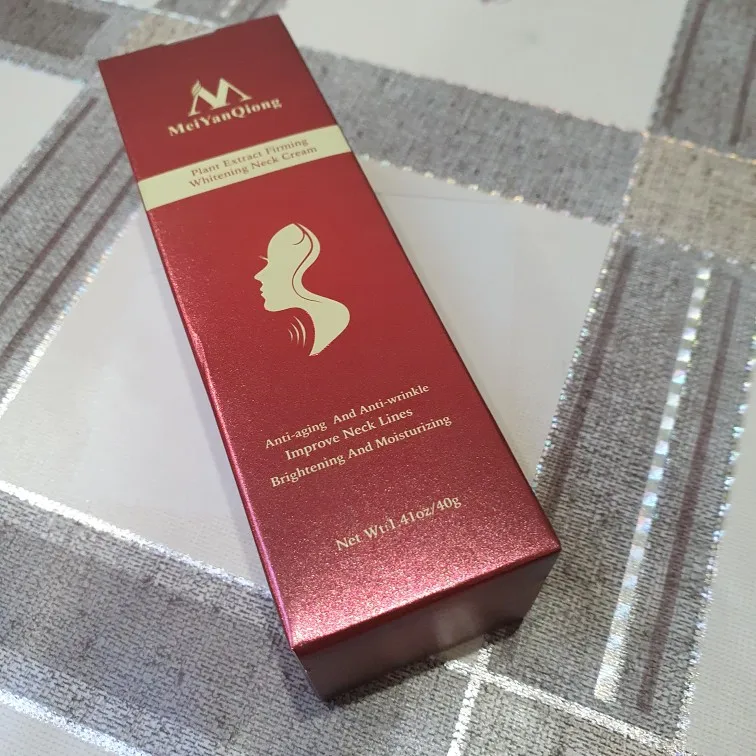 MeiYanQiong
Plant Extract Firming
Whitening Neck Cream
Anti-aging And Anti-wrinkle
Improve Neck Lines
Brightening And Moisturizing
Net Wt:1.41oz/40g